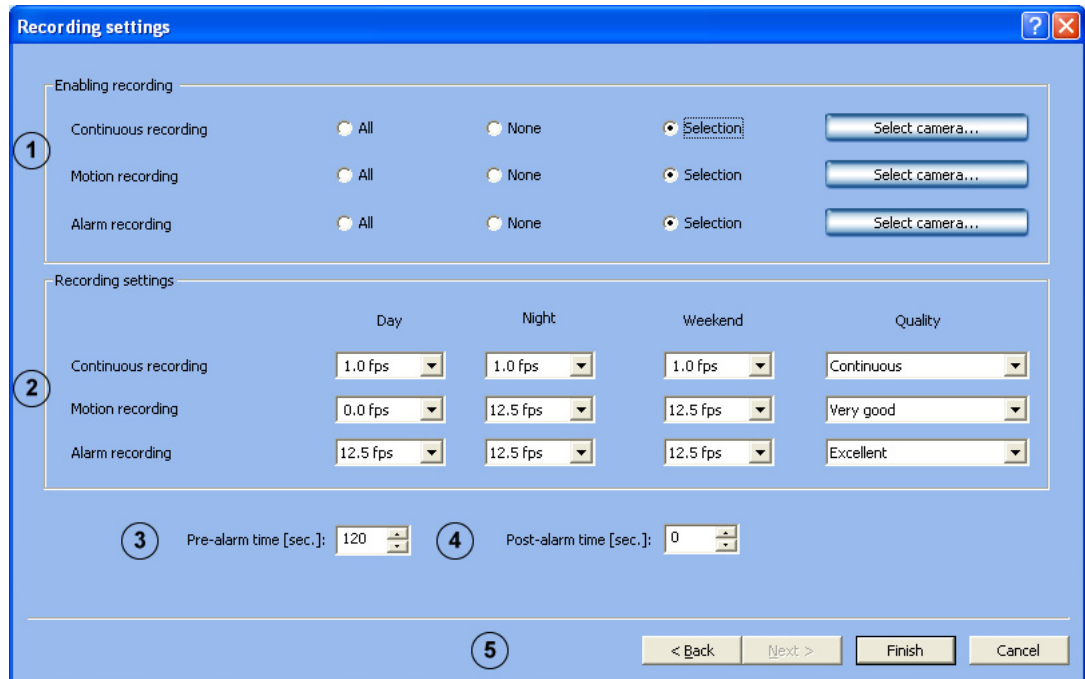 Recording settings
Enabling recording
1
Continuous recording All None Selection Select camera...
Motion recording All None Selection Select camera...
Alarm recording All None Selection Select camera...
Recording settings
Day Night Weekend Quality
2
Continuous recording 1.0 fps 1.0 fps 1.0 fps Continuous
Motion recording 0.0 fps 12.5 fps 12.5 fps Very good
Alarm recording 12.5 fps 12.5 fps 12.5 fps Excellent
3 Pre-alarm time [sec.]: 120 4 Post-alarm time [sec.]: 0
5 < Back Next > Finish Cancel